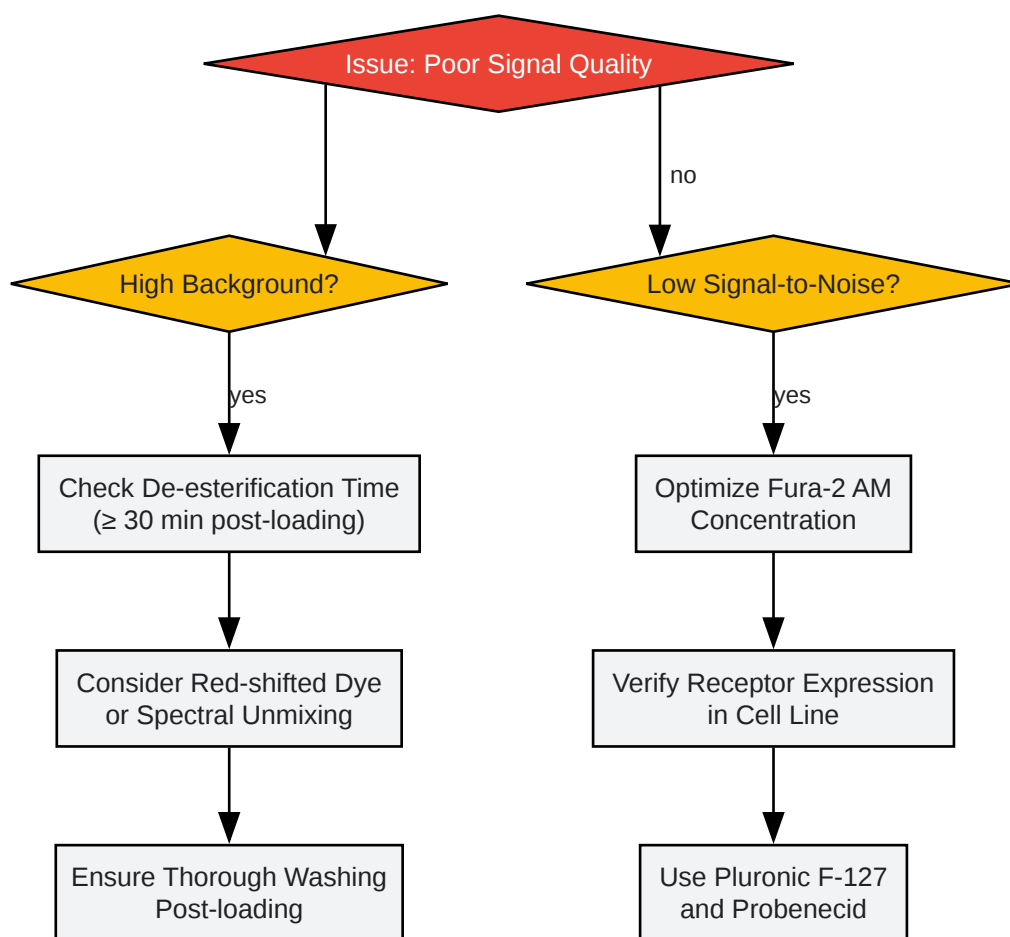 Issue: Poor Signal Quality
no
High Background?
Low Signal-to-Noise?
yes
yes
Check De-esterification Time
(≥ 30 min post-loading)
Optimize Fura-2 AM
Concentration
Consider Red-shifted Dye
or Spectral Unmixing
Verify Receptor Expression
in Cell Line
Ensure Thorough Washing
Post-loading
Use Pluronic F-127
and Probenecid